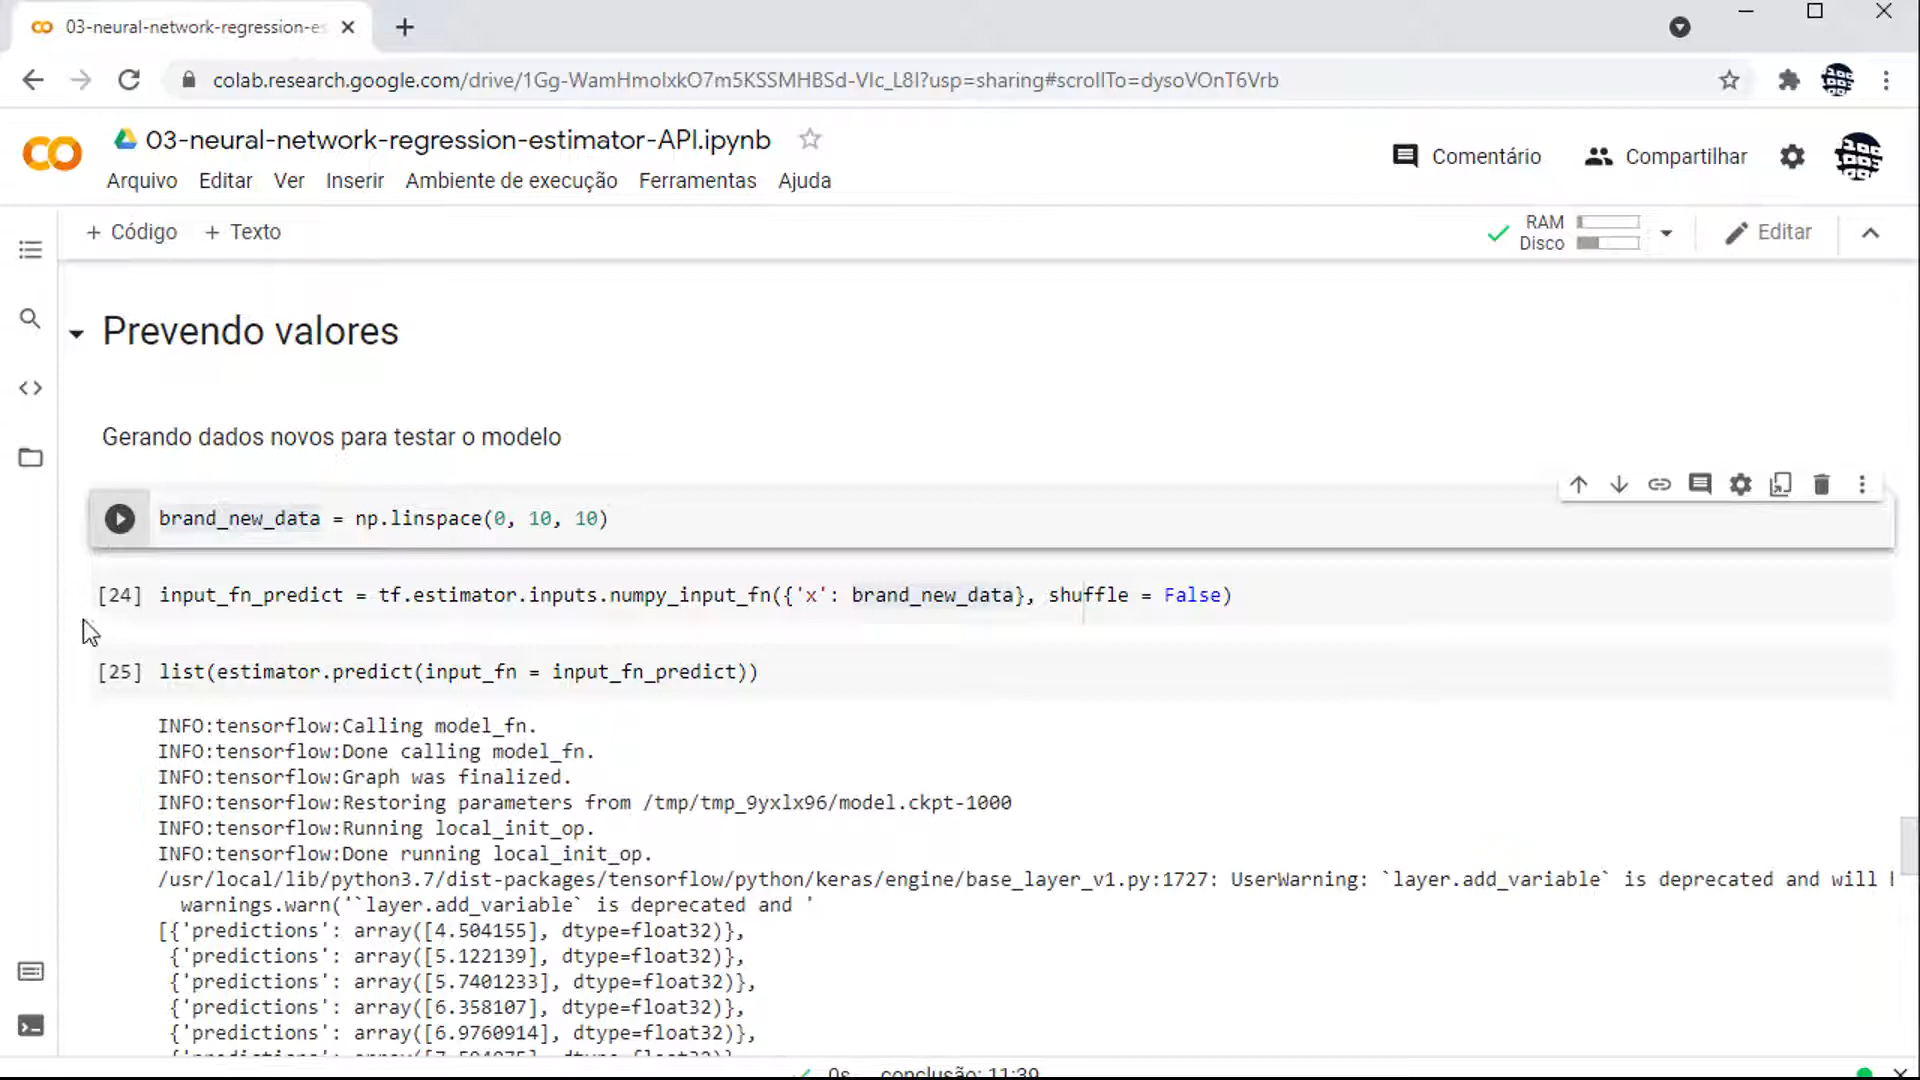 03-neural-network-regression-es
colab.research.google.com/drive/1Gg-WamHmolxkO7m5KSSMHBSd-VIc_L8I?usp=sharing#scrollTo=dysoVOnT6Vrb
03-neural-network-regression-estimator-API.ipynb
Comentário Compartilhar
Arquivo Editar Ver Inserir Ambiente de execução Ferramentas Ajuda
+ Código + Texto
RAM
Disco
Editar
Prevendo valores
Gerando dados novos para testar o modelo
brand_new_data = np.linspace(0, 10, 10)
[24] input_fn_predict = tf.estimator.inputs.numpy_input_fn({'x': brand_new_data}, shuffle = False)
[25] list(estimator.predict(input_fn = input_fn_predict))
INFO:tensorflow:Calling model_fn.
INFO:tensorflow:Done calling model_fn.
INFO:tensorflow:Graph was finalized.
INFO:tensorflow:Restoring parameters from /tmp/tmp_9yxlx96/model.ckpt-1000
INFO:tensorflow:Running local_init_op.
INFO:tensorflow:Done running local_init_op.
/usr/local/lib/python3.7/dist-packages/tensorflow/python/keras/engine/base_layer_v1.py:1727: UserWarning: `layer.add_variable` is deprecated and will
warnings.warn('`layer.add_variable` is deprecated and '
[{'predictions': array([4.504155], dtype=float32)},
{'predictions': array([5.122139], dtype=float32)},
{'predictions': array([5.7401233], dtype=float32)},
{'predictions': array([6.358107], dtype=float32)},
{'predictions': array([6.9760914], dtype=float32)},
0s conclusão: 11:39